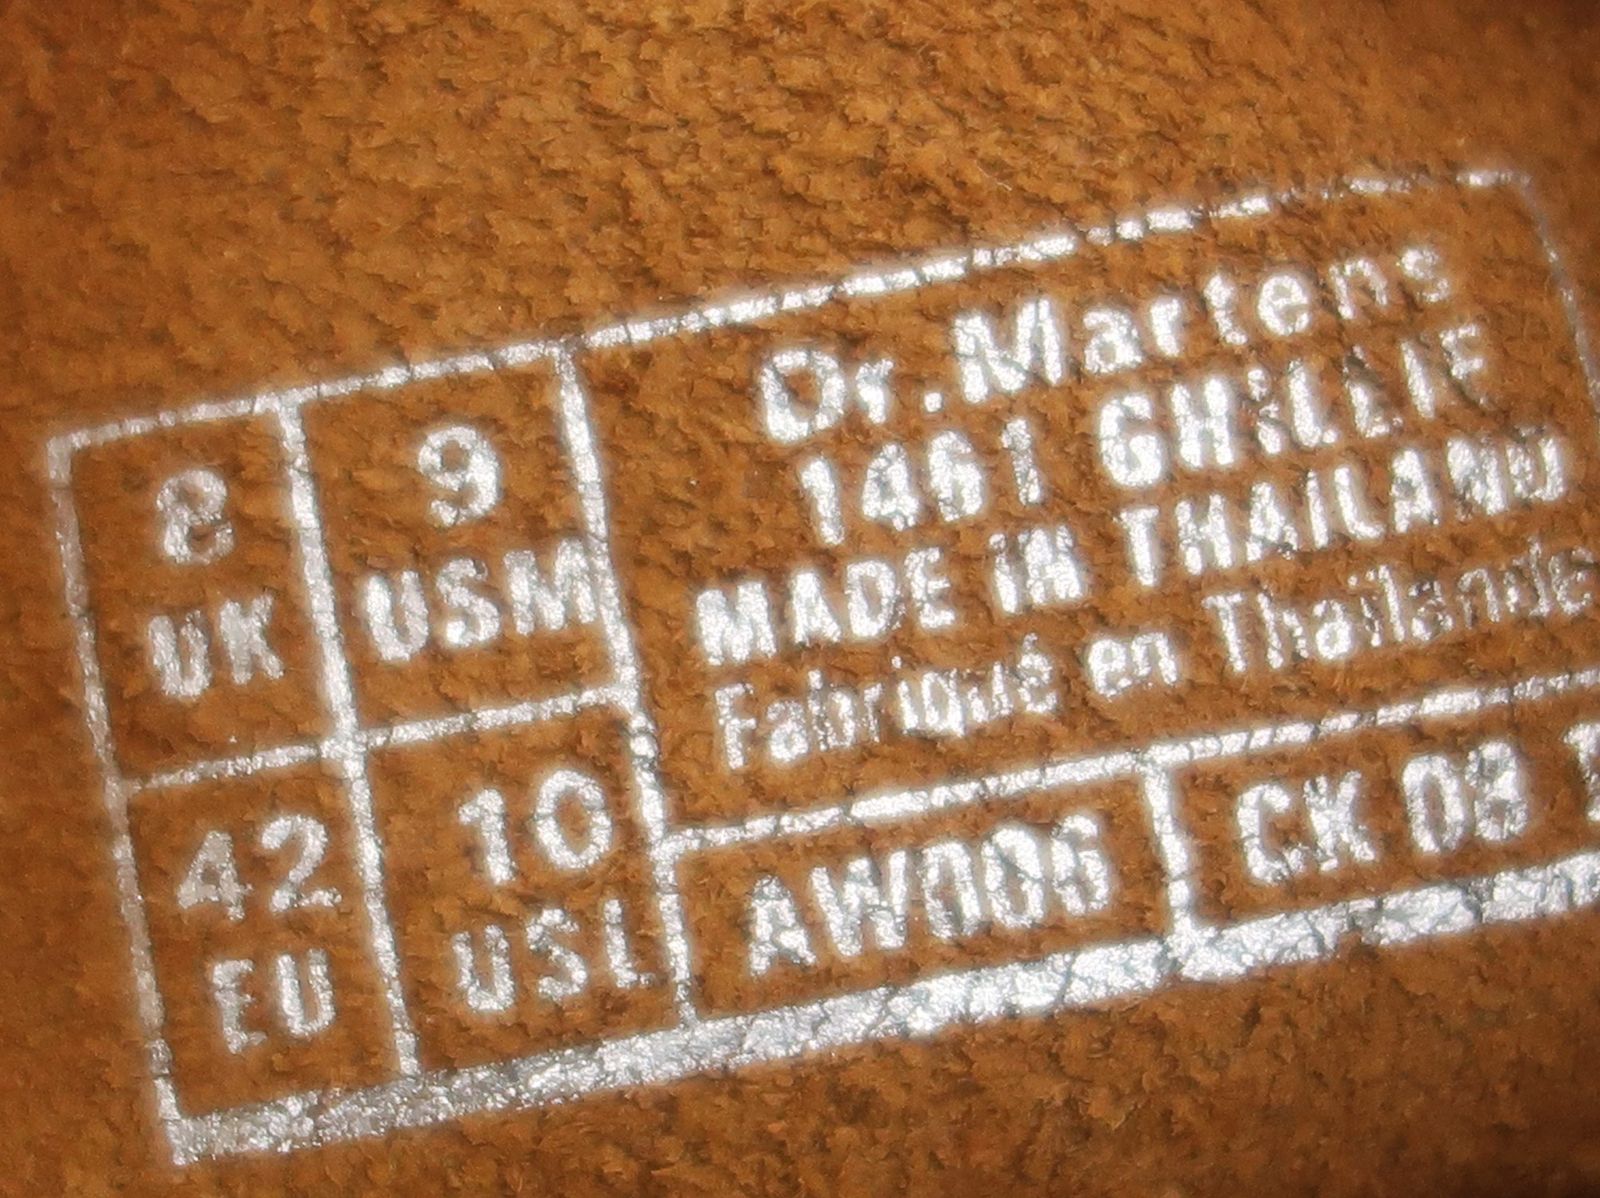 8
UK
9
USM
42
EU
10
USL
Dr.Martens
1461 GHILLIE
MADE IN THAILAND
Fabriqué en Thaïlande
AW006
CK 08